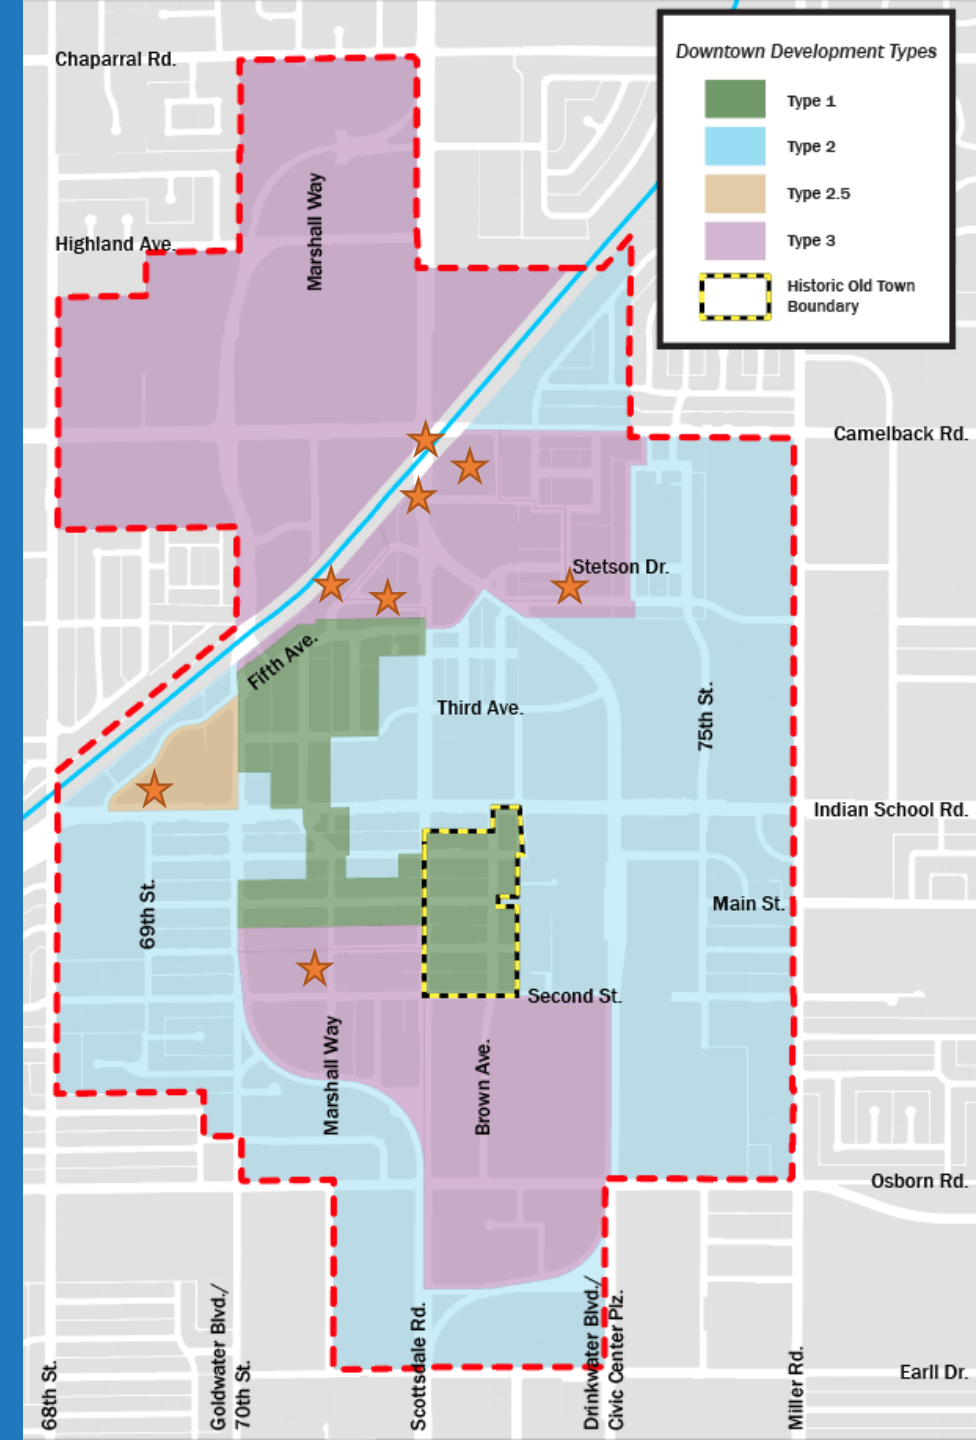 Downtown Development Types
Type 1
Type 2
Type 2.5
Type 3
Historic Old Town
Boundary
Chaparral Rd.
Marshall Way
Highland Ave.
Camelback Rd.
Stetson Dr.
Fifth Ave.
Third Ave.
75th St.
Indian School Rd.
69th St.
Main St.
Second St.
Marshall Way
Brown Ave.
Osborn Rd.
68th St.
Goldwater Blvd./
70th St.
Scottsdale Rd.
Drinkwater Blvd./
Civic Center Plz.
Miller Rd.
Earll Dr.